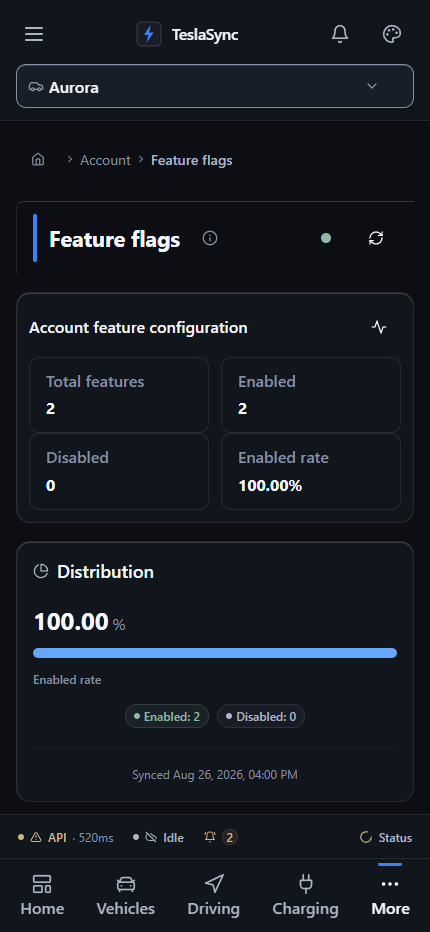 TeslaSync
Aurora
Account
Feature flags
Feature flags
Account feature configuration
Total features
2
Enabled
2
Disabled
0
Enabled rate
100.00%
Distribution
100.00 %
Enabled rate
Enabled: 2
Disabled: 0
Synced Aug 26, 2026, 04:00 PM
API · 520ms
Idle
2
Status
Home
Vehicles
Driving
Charging
More